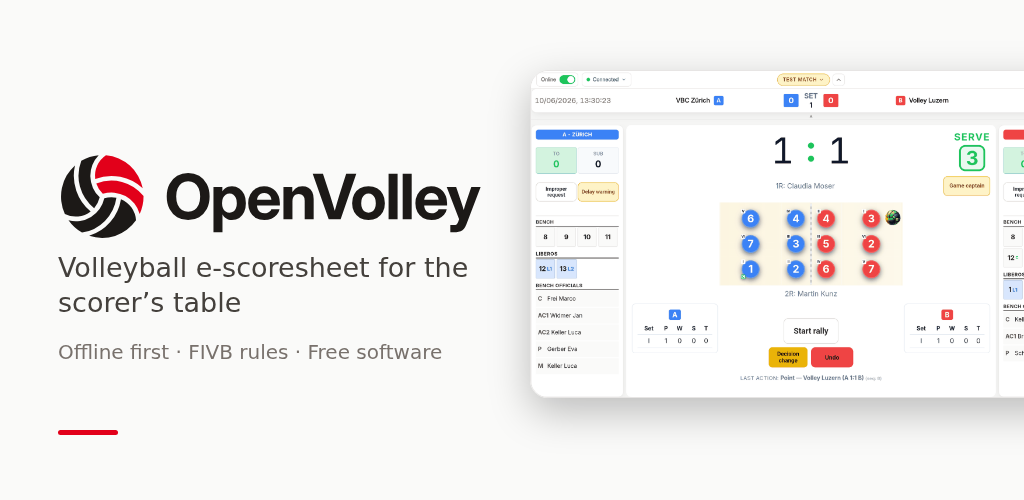 OpenVolley
Volleyball e-scoresheet for the
scorer’s table
Offline first · FIVB rules · Free software
Online
Connected
TEST MATCH
10/06/2026, 13:30:23
VBC Zürich A
0 SET 0
1
B Volley Luzern
A - ZÜRICH
TO SUB
0 0
Improper
request
Delay warning
BENCH
8 9 10 11
LIBEROS
12 L1 13 L2
BENCH OFFICIALS
C Frei Marco
AC1 Widmer Jan
AC2 Keller Luca
P Gerber Eva
M Keller Luca
1 : 1
SERVE
3
1R: Claudia Moser
Game captain
6 4 4 3
7 3 5 2
1 2 6 7
2R: Martin Kunz
A
Set P W S T
I 1 0 0 0
Start rally
Decision
change
Undo
B
Set P W S T
I 1 0 0 0
LAST ACTION: Point — Volley Luzern (A 1:1 B)
BENCH
8
12
LIBEROS
1 L1
C
AC1
P